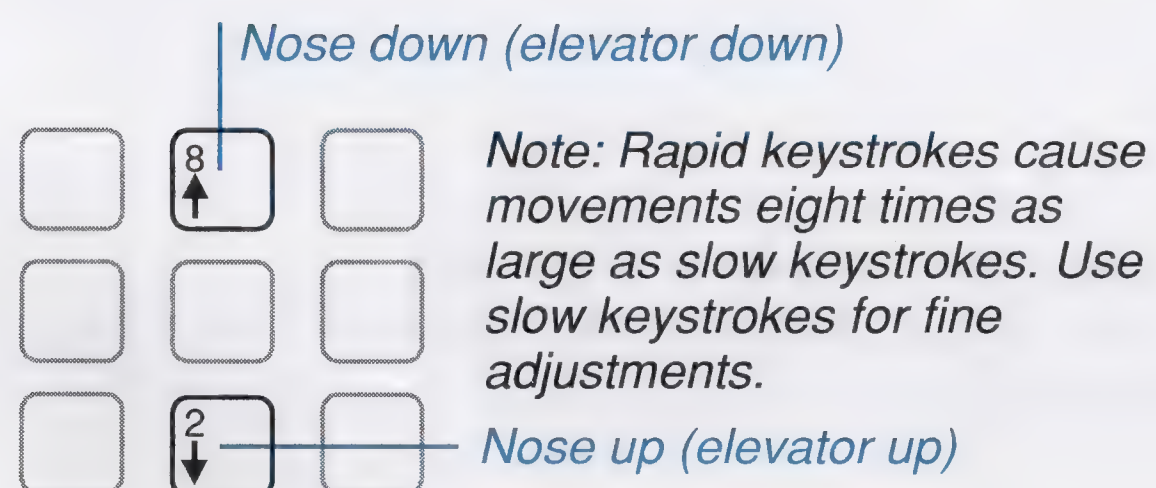 Nose down (elevator down)
8
Note: Rapid keystrokes cause
movements eight times as
large as slow keystrokes. Use
slow keystrokes for fine
adjustments.
2
Nose up (elevator up)